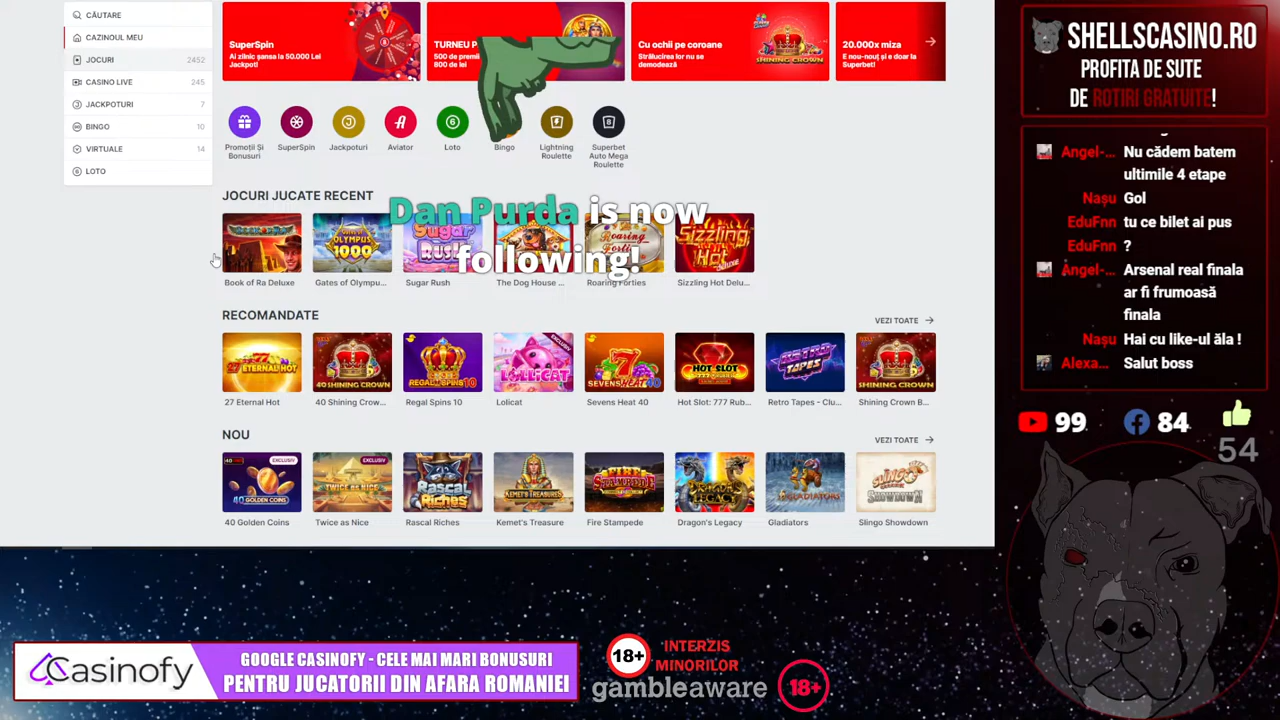 CĂUTARE
CAZINOUL MEU
JOCURI 2452
CASINO LIVE 245
JACKPOTURI 7
BINGO 10
VIRTUALE 14
LOTO
SuperSpin
Ai zilnic șansa la 50.000 Lei
Jackpot!
TURNEU P
500 de premii
800 de lei
Cu ochii pe coroane
Strălucirea lor nu se
demodează
SHINING CROWN
20.000x miza
E nou-nouț și e doar la
Superbet!
Promoții Și
Bonusuri
SuperSpin
Jackpoturi
Aviator
Loto
Bingo
Lightning
Roulette
Superbet
Auto Mega
Roulette
JOCURI JUCATE RECENT
Dan Purda is now
following!
Book of Ra Deluxe
Gates of Olympu...
Sugar Rush
The Dog House ...
Roaring Forties
Sizzling Hot Delu...
RECOMANDATE
VEZI TOATE
27 Eternal Hot
40 Shining Crow...
Regal Spins 10
Lolicat
Sevens Heat 40
Hot Slot: 777 Rub...
Retro Tapes - Clu...
Shining Crown B...
NOU
VEZI TOATE
40 Golden Coins
Twice as Nice
Rascal Riches
Kemet's Treasure
Fire Stampede
Dragon's Legacy
Gladiators
Slingo Showdown
SHELLSCASINO.RO
PROFITA DE SUTE
DE ROTIRI GRATUITE!
Angel-... Nu cădem batem
ultimile 4 etape
Nașu Gol
EduFnn tu ce bilet ai pus
EduFnn ?
Angel-... Arsenal real finala
ar fi frumoasă
finala
Nașu Hai cu like-ul ăla !
Alexa... Salut boss
99 84 54
Casinofy
GOOGLE CASINOFY - CELE MAI MARI BONUSURI
PENTRU JUCATORII DIN AFARA ROMANIEI
18+ INTERZIS
MINORILOR
gambleaware 18+